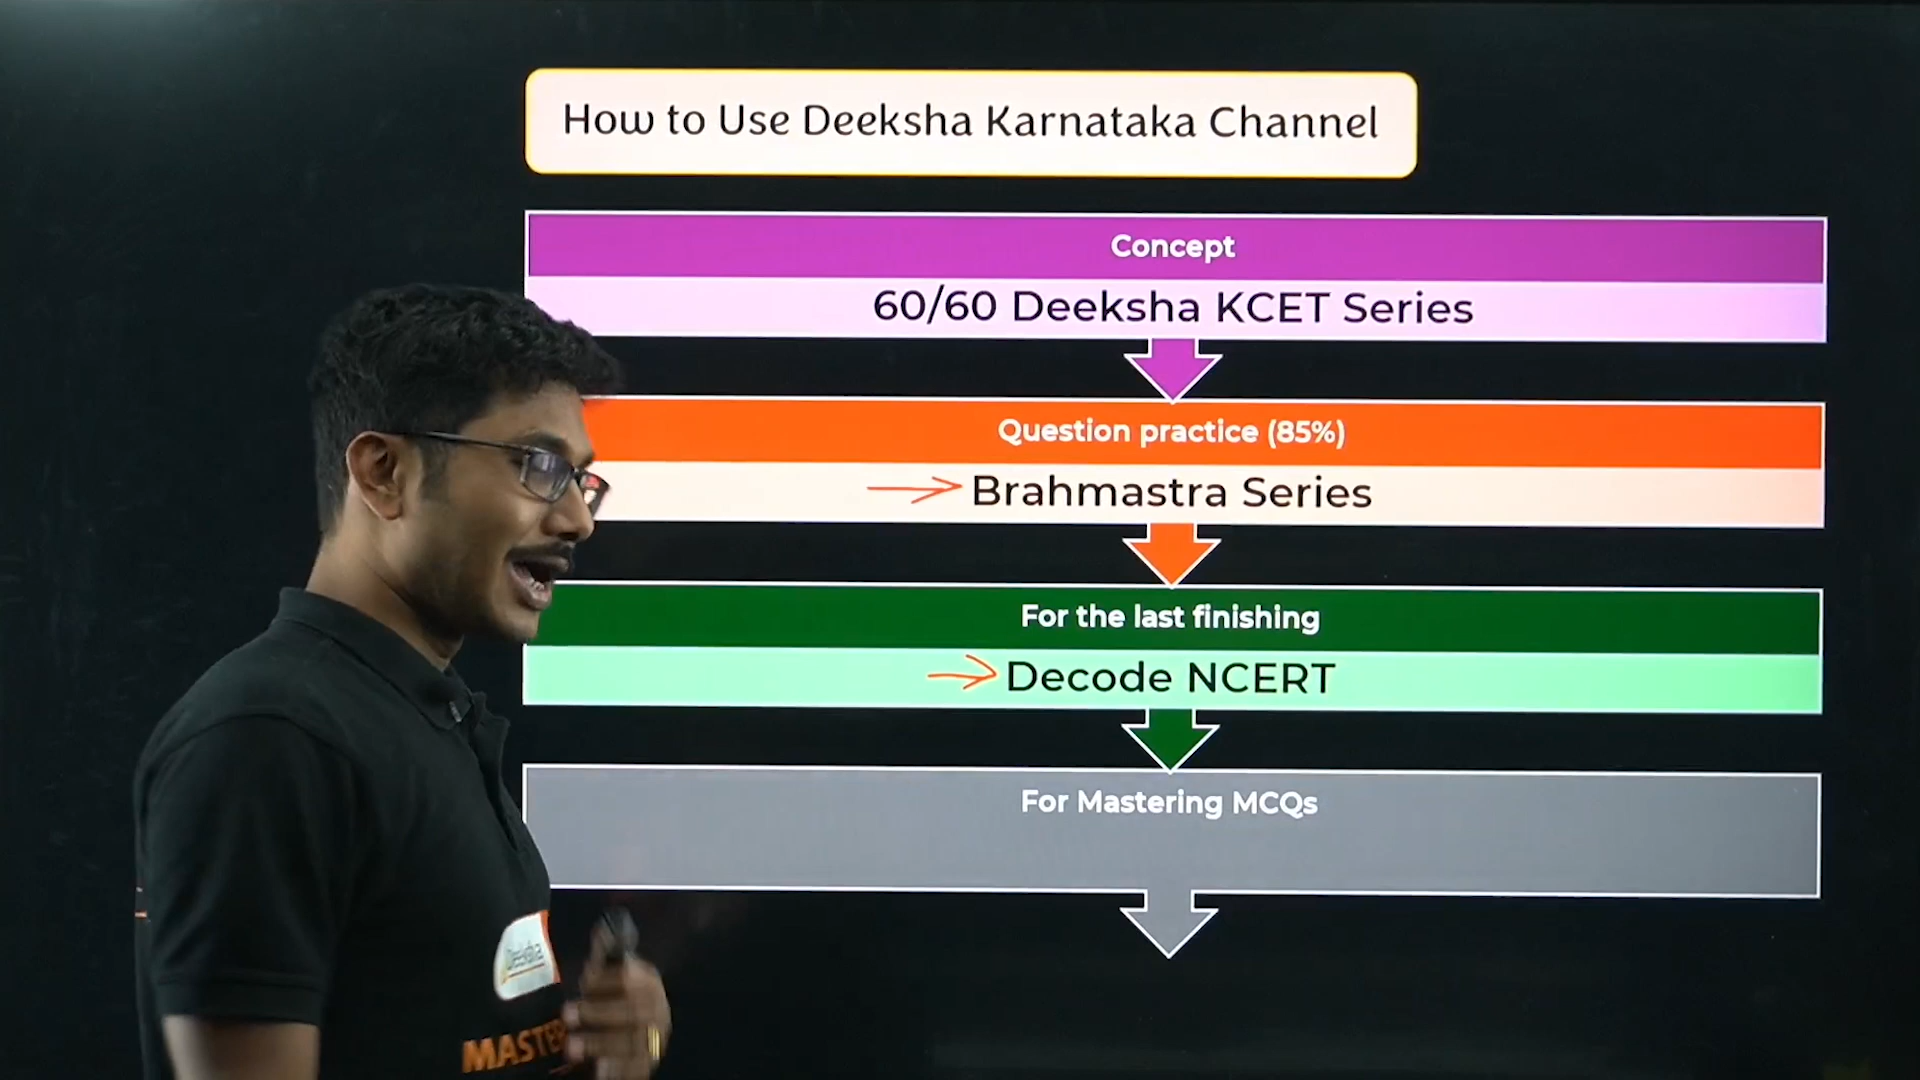 How to Use Deeksha Karnataka Channel
Concept
60/60 Deeksha KCET Series
Question practice (85%)
Brahmastra Series
For the last finishing
Decode NCERT
For Mastering MCQs
Deeksha